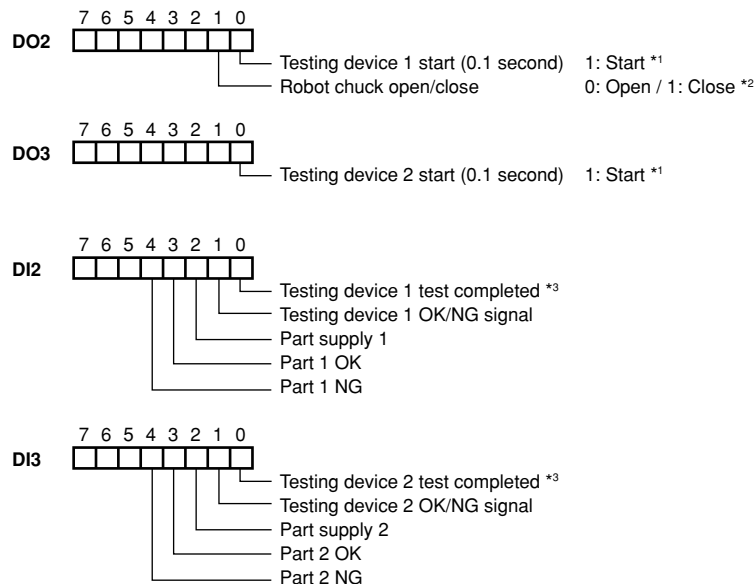 7 6 5 4 3 2 1 0
DO2
Testing device 1 start (0.1 second) 1: Start *1
Robot chuck open/close 0: Open / 1: Close *2
7 6 5 4 3 2 1 0
DO3
Testing device 2 start (0.1 second) 1: Start *1
7 6 5 4 3 2 1 0
DI2
Testing device 1 test completed *3
Testing device 1 OK/NG signal
Part supply 1
Part 1 OK
Part 1 NG
7 6 5 4 3 2 1 0
DI3
Testing device 2 test completed *3
Testing device 2 OK/NG signal
Part supply 2
Part 2 OK
Part 2 NG